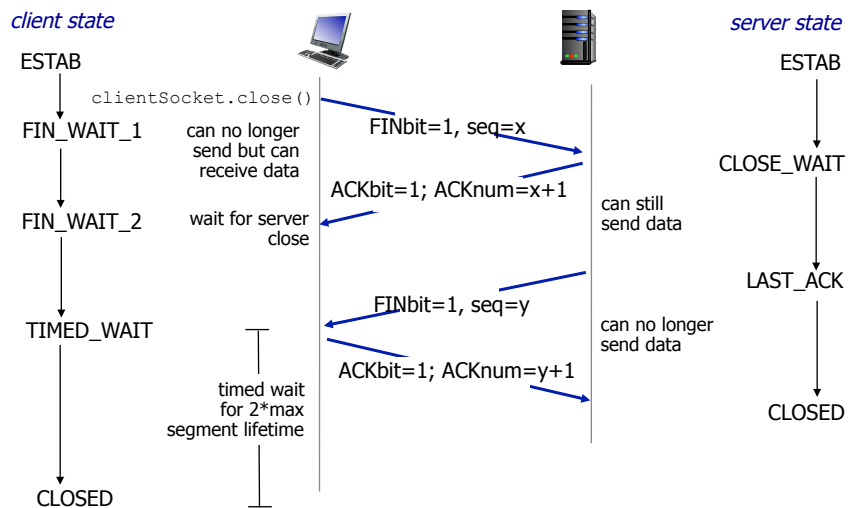 client state
server state
ESTAB
ESTAB
clientSocket.close()
FINbit=1, seq=x
FIN_WAIT_1
can no longer
send but can
receive data
CLOSE_WAIT
ACKbit=1; ACKnum=x+1
FIN_WAIT_2
wait for server
close
can still
send data
LAST_ACK
FINbit=1, seq=y
TIMED_WAIT
can no longer
send data
ACKbit=1; ACKnum=y+1
timed wait
for 2*max
segment lifetime
CLOSED
CLOSED